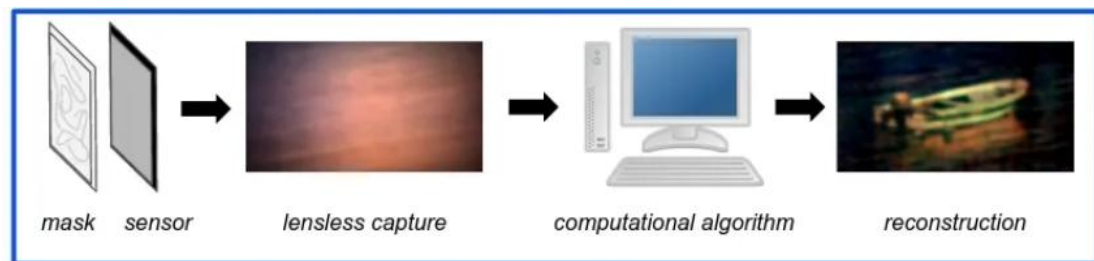 mask sensor lensless capture computational algorithm reconstruction